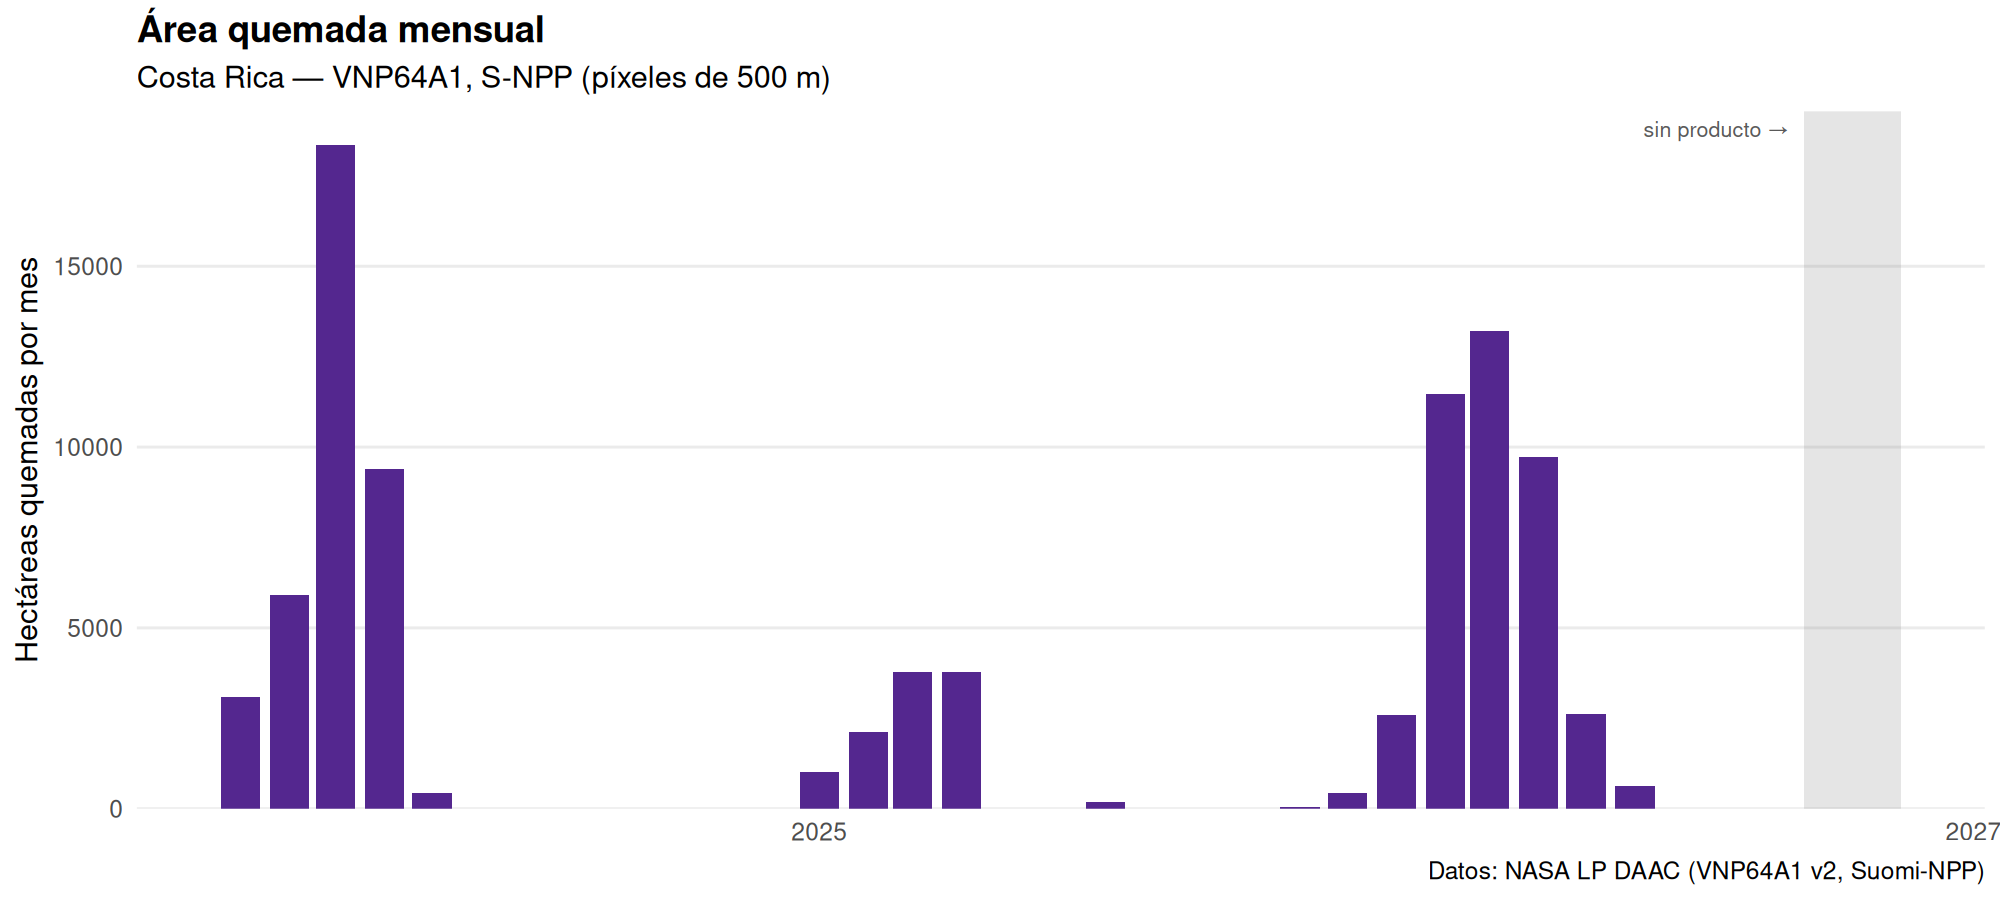 Área quemada mensual
Costa Rica — VNP64A1, S-NPP (píxeles de 500 m)
sin producto →
Hectáreas quemadas por mes
15000
10000
5000
0
2025
2027
Datos: NASA LP DAAC (VNP64A1 v2, Suomi-NPP)